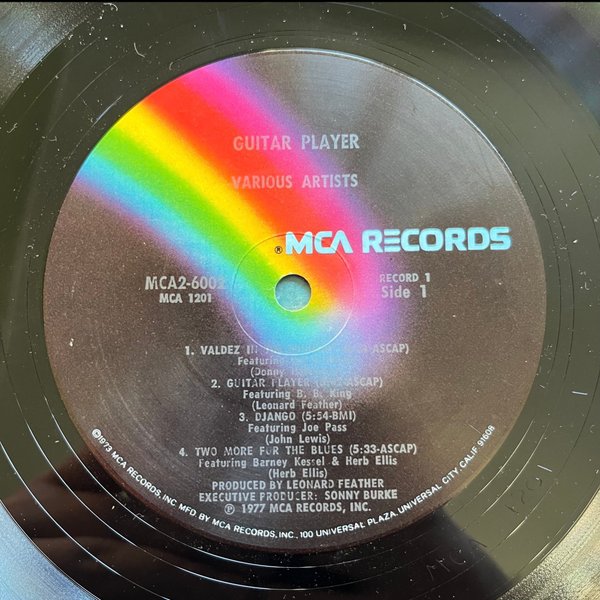 GUITAR PLAYER
VARIOUS ARTISTS
® MCA RECORDS
MCA2-6002
MCA 1201
RECORD 1
Side 1
1. VALDEZ -ASCAP)
Featuring
2. GUITAR PLAYER -ASCAP)
Featuring B. B. King
(Leonard Feather)
3. DJANGO (5:54-BMI)
Featuring Joe Pass
(John Lewis)
4. TWO MORE FOR THE BLUES (5:33-ASCAP)
Featuring Barney Kessel & Herb Ellis
(Herb Ellis)
PRODUCED BY LEONARD FEATHER
EXECUTIVE PRODUCER: SONNY BURKE
℗ 1977 MCA RECORDS, INC.
©1973 MCA RECORDS, INC. MFD BY MCA RECORDS, INC., 100 UNIVERSAL PLAZA, UNIVERSAL CITY, CALIF. 91608